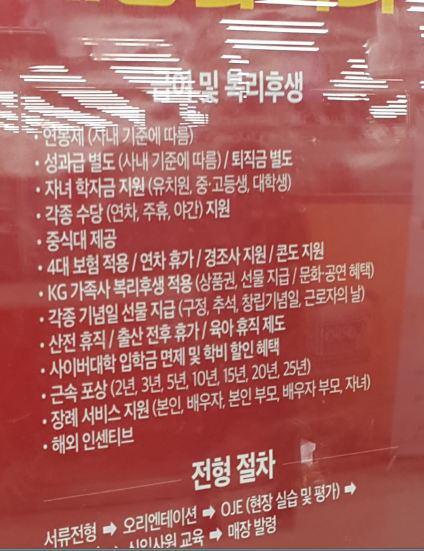 급여 및 복리후생
• 연봉제 (사내 기준에 따름)
• 성과급 별도 (사내 기준에 따름) / 퇴직금 별도
• 자녀 학자금 지원 (유치원, 중·고등생, 대학생)
• 각종 수당 (연차, 주휴, 야간) 지원
• 중식대 제공
• 4대 보험 적용 / 연차 휴가 / 경조사 지원 / 콘도 지원
• KG 가족사 복리후생 적용 (상품권, 선물 지급 / 문화·공연 혜택)
• 각종 기념일 선물 지급 (구정, 추석, 창립기념일, 근로자의 날)
• 산전 휴직 / 출산 전후 휴가 / 육아 휴직 제도
• 사이버대학 입학금 면제 및 학비 할인 혜택
• 근속 포상 (2년, 3년, 5년, 10년, 15년, 20년, 25년)
• 장례 서비스 지원 (본인, 배우자, 본인 부모, 배우자 부모, 자녀)
• 해외 인센티브
전형 절차
서류전형 ➡ 오리엔테이션 ➡ OJE (현장 실습 및 평가) ➡
신입사원 교육 ➡ 매장 발령